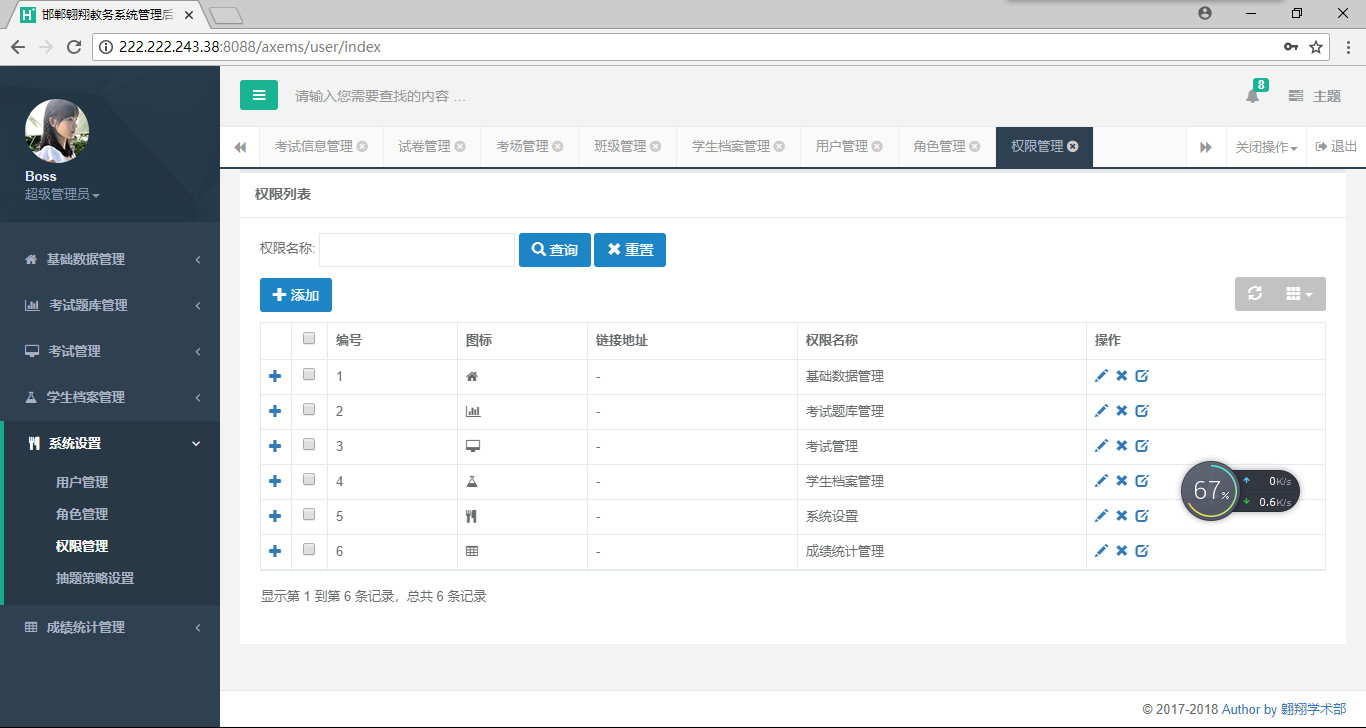 邯郸翱翔教务系统管理后
222.222.243.38:8088/axems/user/index
Boss
超级管理员
基础数据管理
考试题库管理
考试管理
学生档案管理
系统设置
用户管理
角色管理
权限管理
抽题策略设置
成绩统计管理
请输入您需要查找的内容 …
8
主题
考试信息管理 试卷管理 考场管理 班级管理 学生档案管理 用户管理 角色管理 权限管理 关闭操作 退出
权限列表
权限名称: 查询 重置
添加
编号 图标 链接地址 权限名称 操作
1 - 基础数据管理
2 - 考试题库管理
3 - 考试管理
4 - 学生档案管理
5 - 系统设置
6 - 成绩统计管理
67%
0K/s
0.6K/s
显示第 1 到第 6 条记录，总共 6 条记录
© 2017-2018 Author by 翱翔学术部